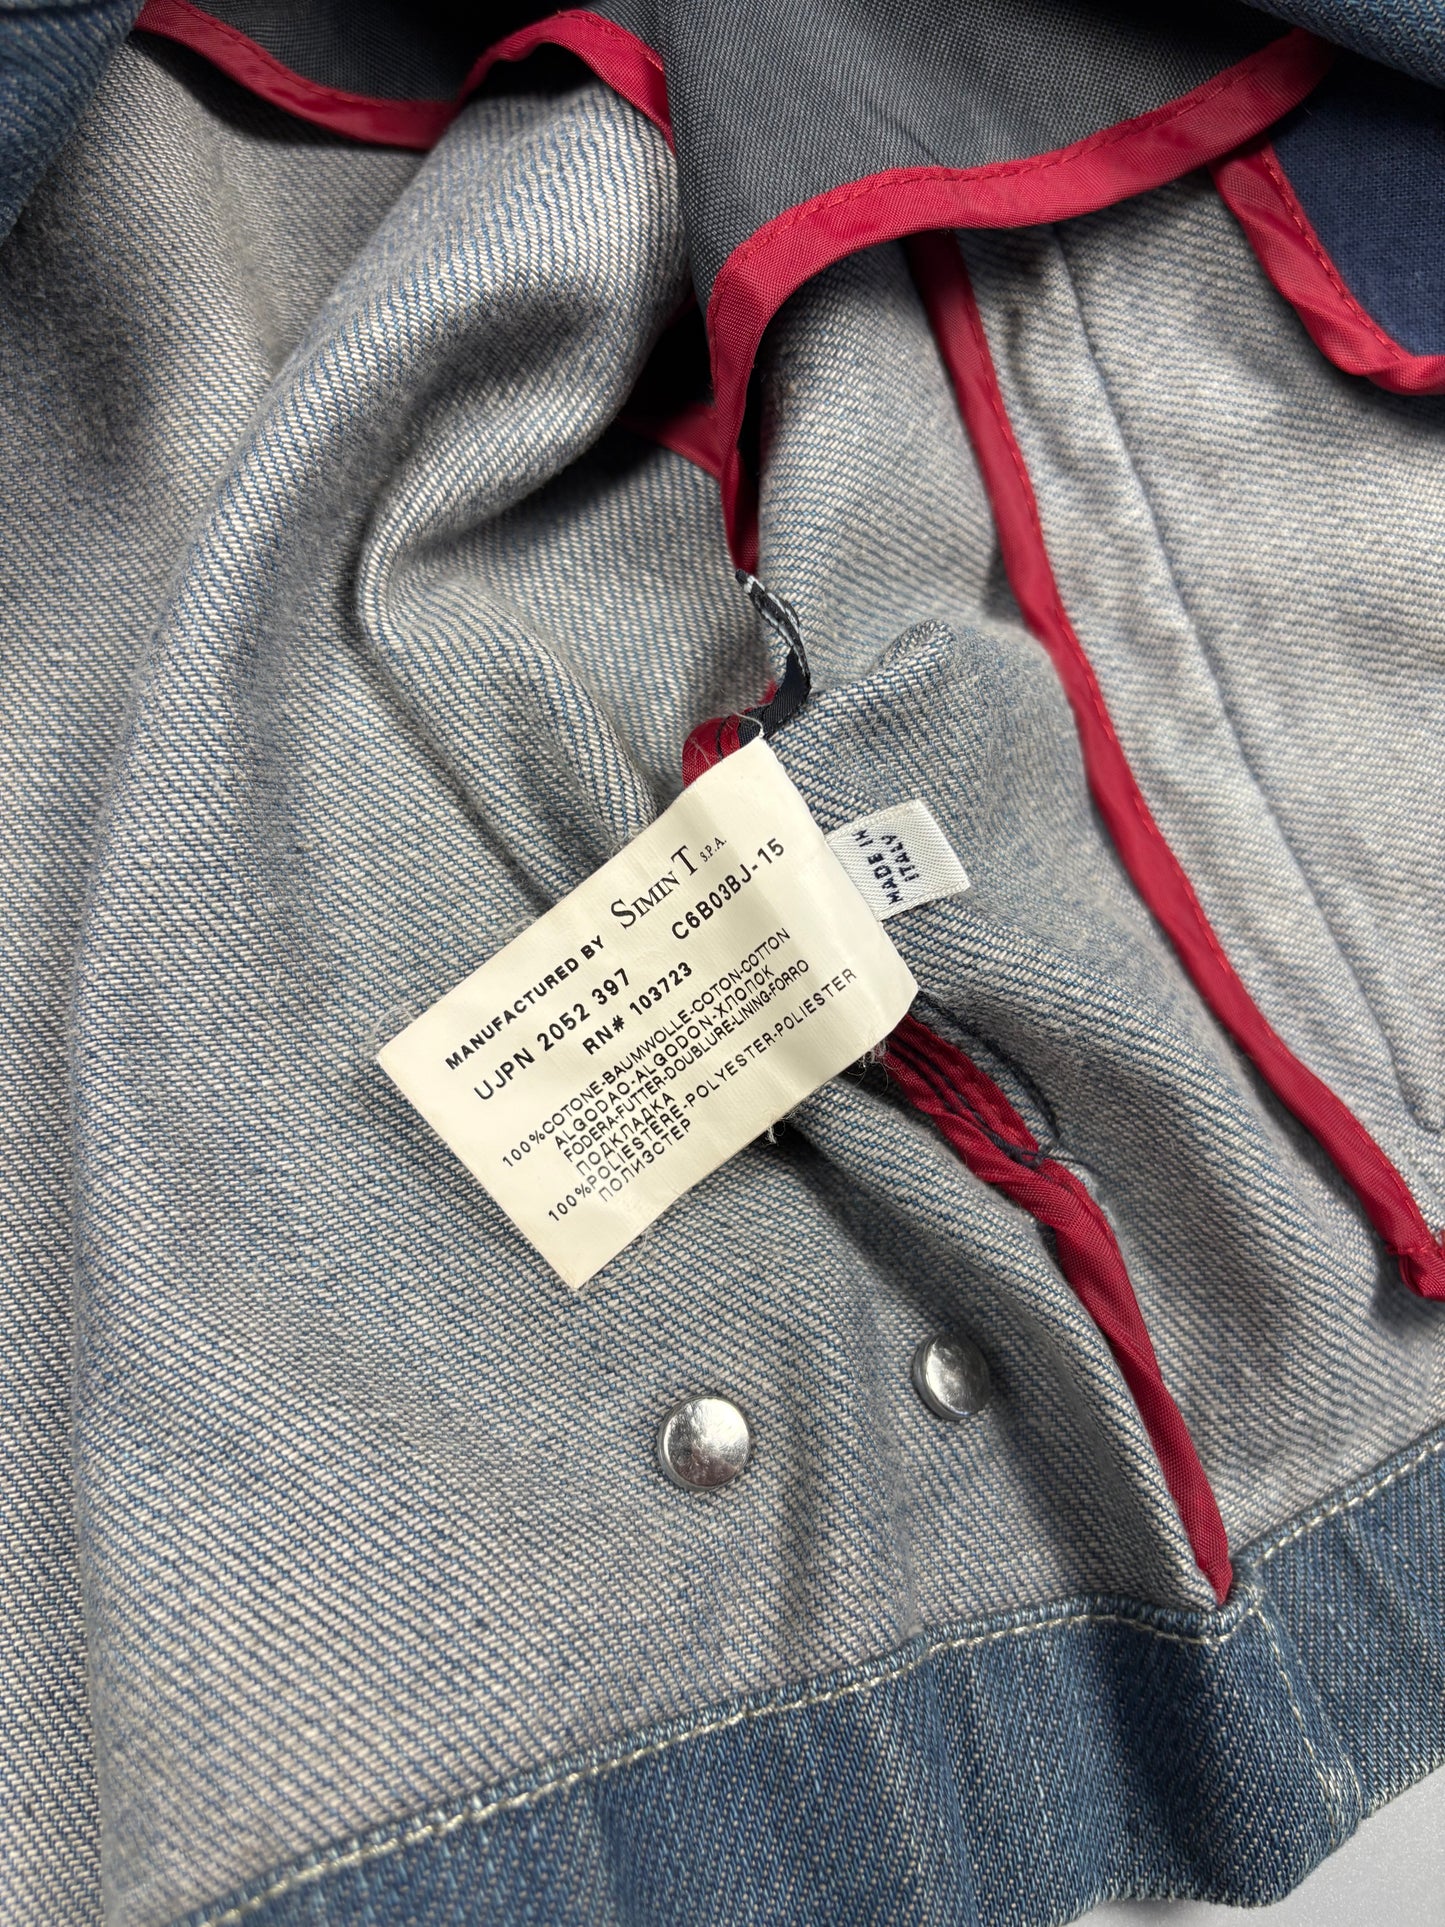 MANUFACTURED BY SIMIN T S.P.A.
UJPN 2052 397 C6B03BJ-15
RN# 103723
100%COTONE-BAUMWOLLE-COTON-COTTON
ALGODAO-ALGODON-ХЛОПОК
FODERA-FUTTER-DOUBLURE-LINING-FORRO
ПОДКЛАДКА
100%POLIESTERE-POLYESTER-POLIESTER
ПОЛИЭСТЕР
MADE IN
ITALY